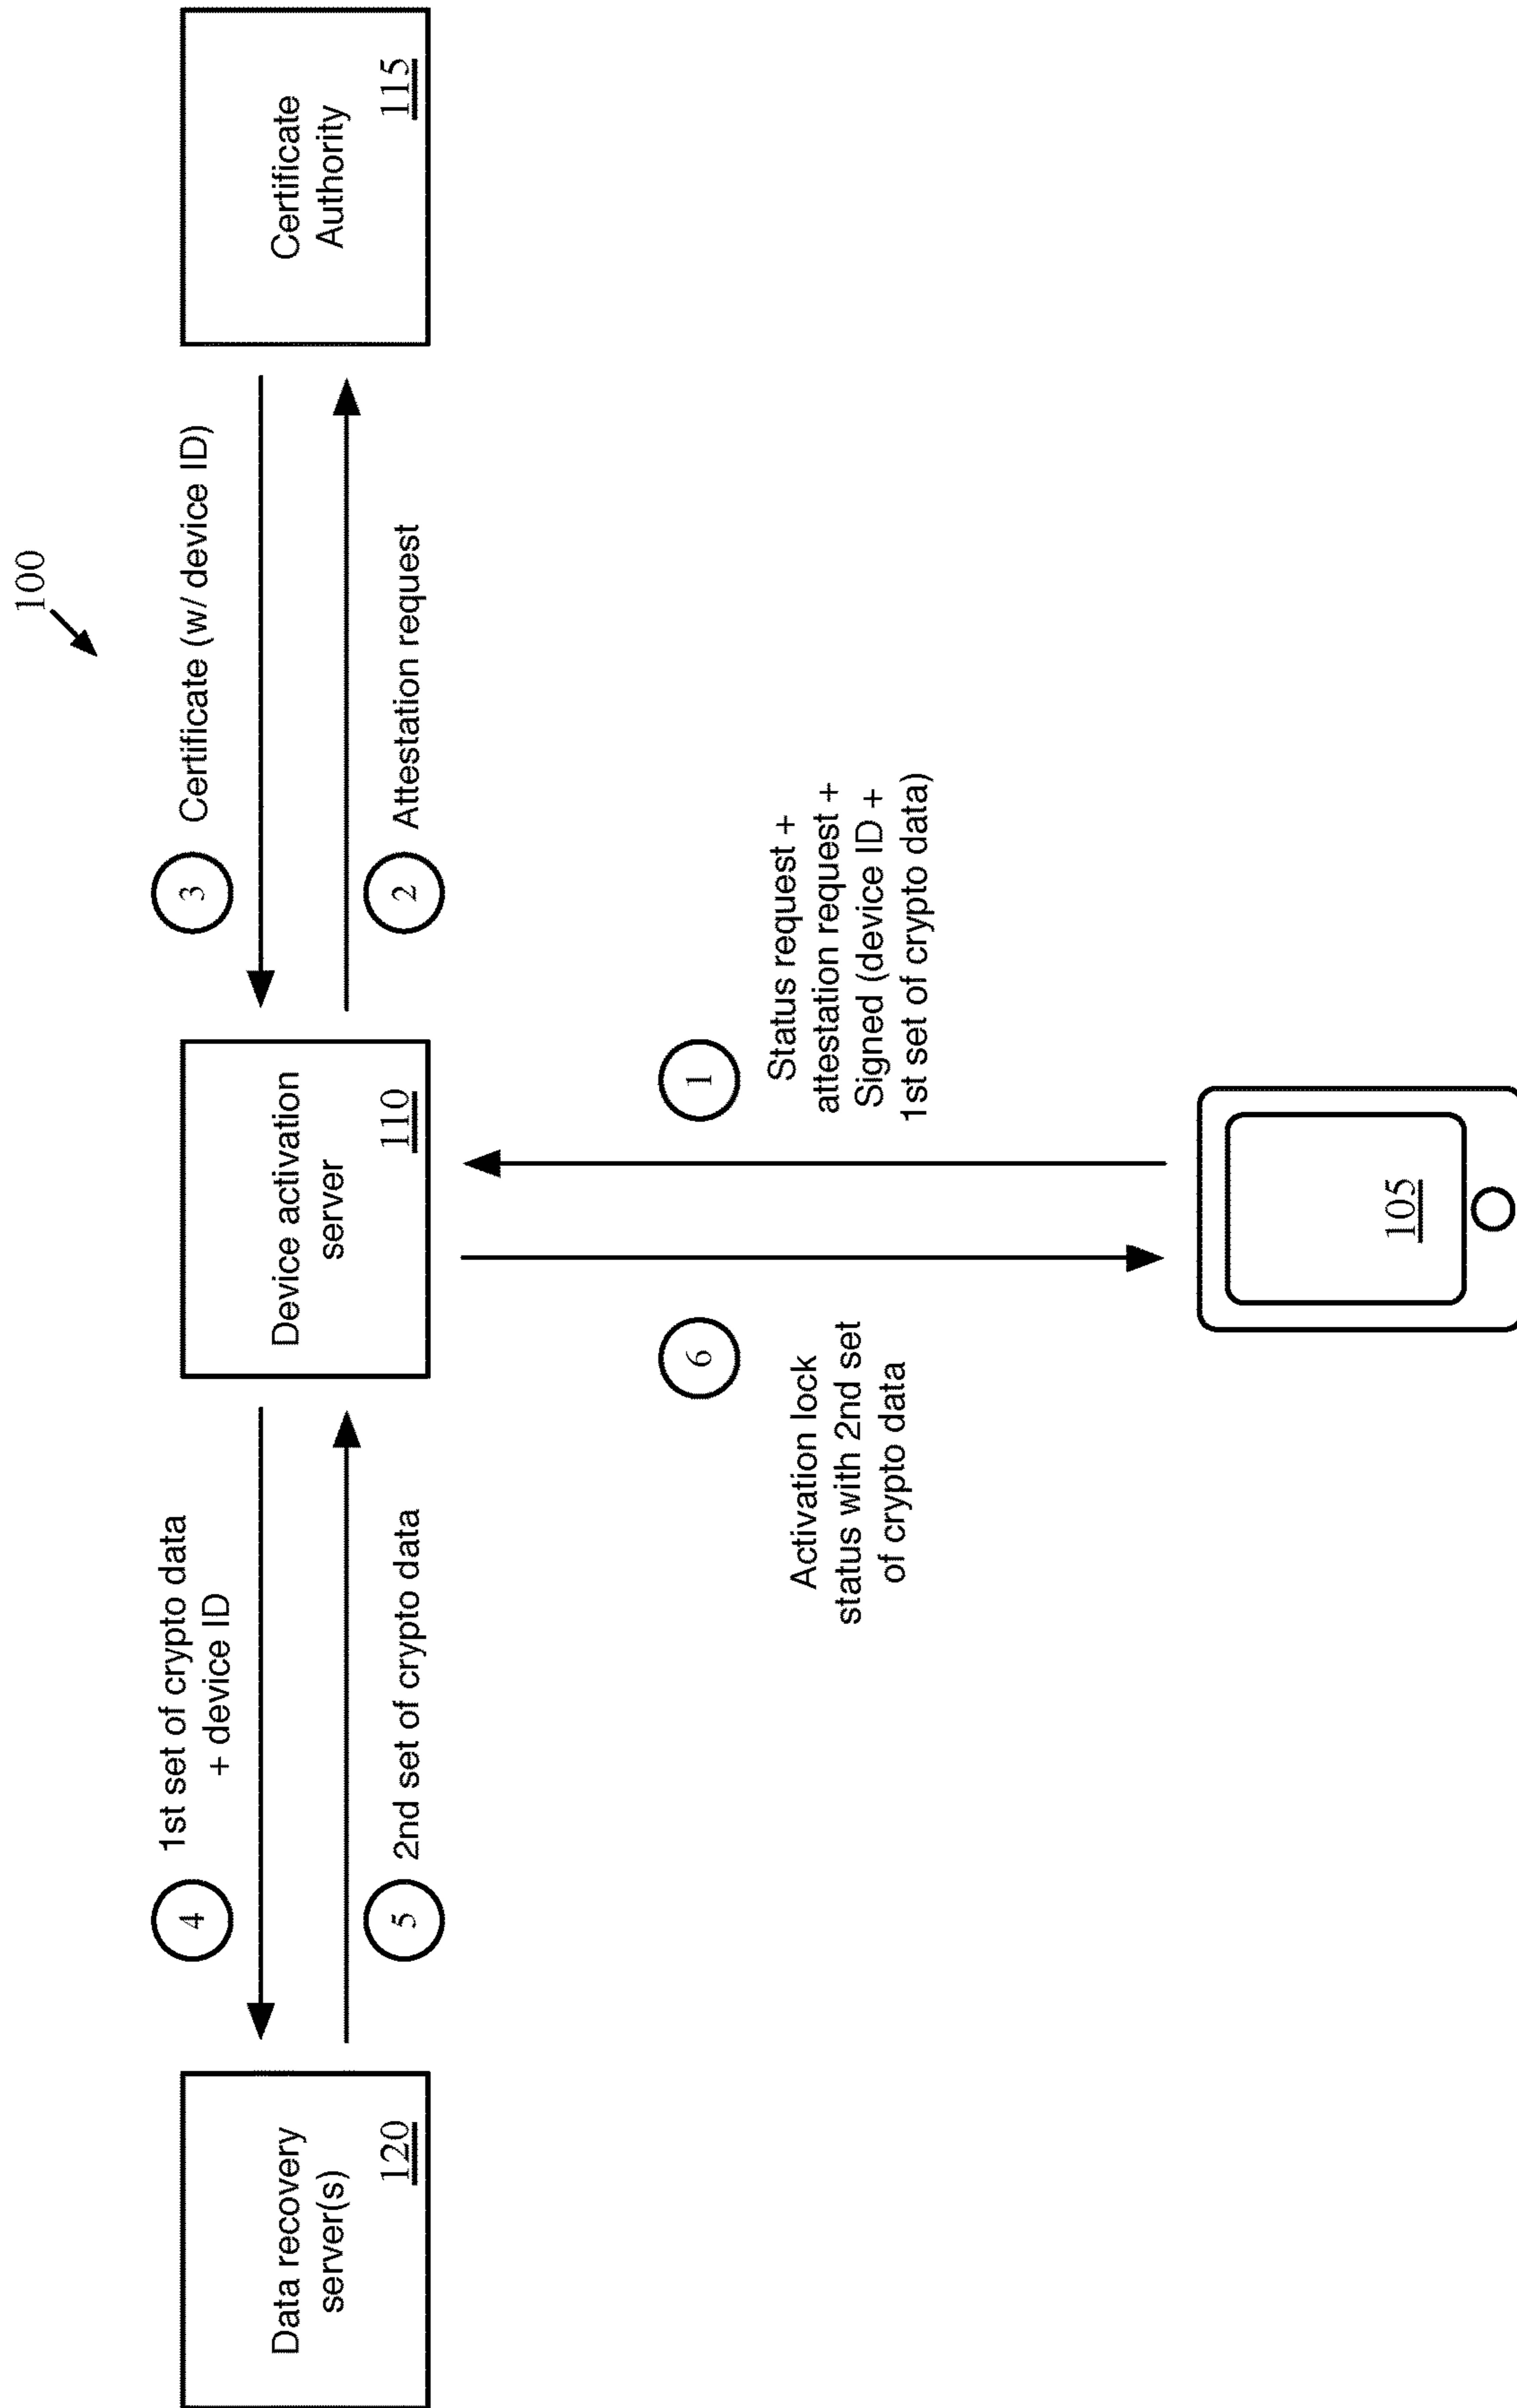 100
Data recovery
server(s)
120
4
1st set of crypto data
+ device ID
5
2nd set of crypto data
Device activation
server
110
3
Certificate (w/ device ID)
2
Attestation request
Certificate
Authority
115
6
Activation lock
status with 2nd set
of crypto data
1
Status request +
attestation request +
Signed (device ID +
1st set of crypto data)
105